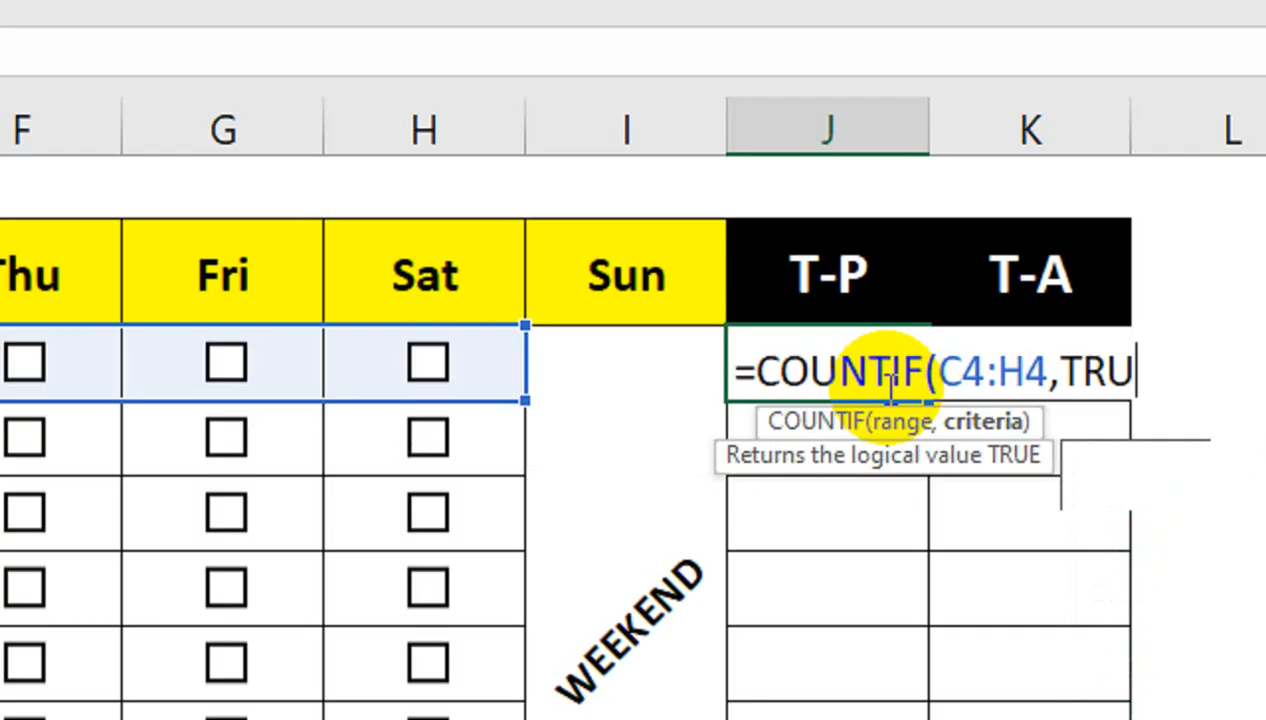 F G H I J K L
Thu Fri Sat Sun T-P T-A
=COUNTIF(C4:H4,TRU
COUNTIF(range, criteria)
Returns the logical value TRUE
WEEKEND